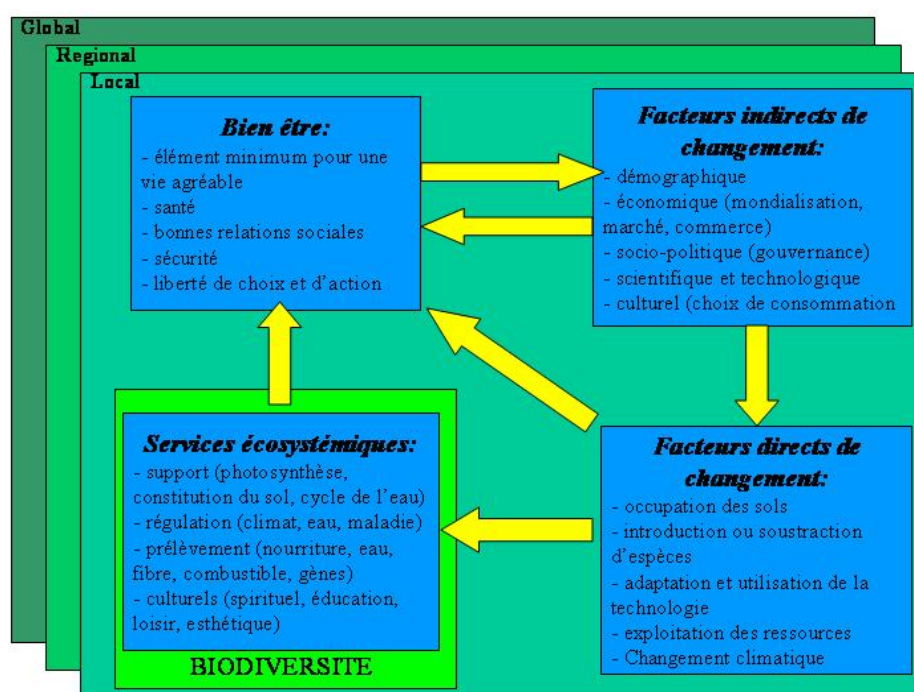 Global
Regional
Local
Bien être:
- élément minimum pour une
vie agréable
- santé
- bonnes relations sociales
- sécurité
- liberté de choix et d'action
Facteurs indirects de
changement:
- démographique
- économique (mondialisation,
marché, commerce)
- socio-politique (gouvernance)
- scientifique et technologique
- culturel (choix de consommation
Services écosystémiques:
- support (photosynthèse,
constitution du sol, cycle de l'eau)
- régulation (climat, eau, maladie)
- prélèvement (nourriture, eau,
fibre, combustible, gènes)
- culturels (spirituel, éducation,
loisir, esthétique)
BIODIVERSITE
Facteurs directs de
changement:
- occupation des sols
- introduction ou soustraction
d'espèces
- adaptation et utilisation de la
technologie
- exploitation des ressources
- Changement climatique